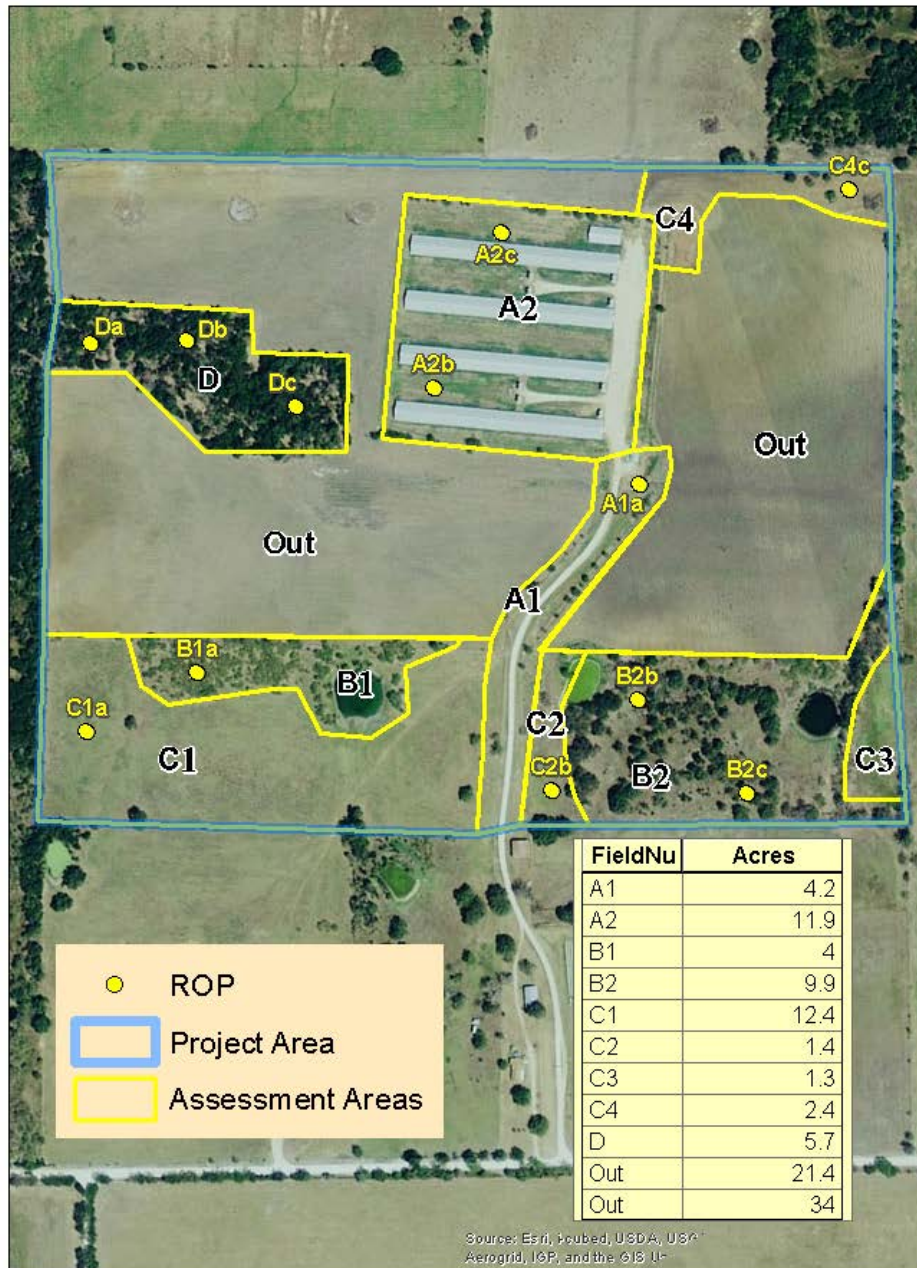 C4c
C4
A2c
A2
Da
Db
D
Dc
A2b
Out
A1a
Out
A1
B1a
B1
B2b
C1a
C2
C1
C2b
B2
B2c
C3
FieldNu Acres
A1 4.2
A2 11.9
B1 4
B2 9.9
C1 12.4
C2 1.4
C3 1.3
C4 2.4
D 5.7
Out 21.4
Out 34
ROP
Project Area
Assessment Areas
Source: Esri, i-cubed, USDA,
Aerogrid, IGP, and the GIS